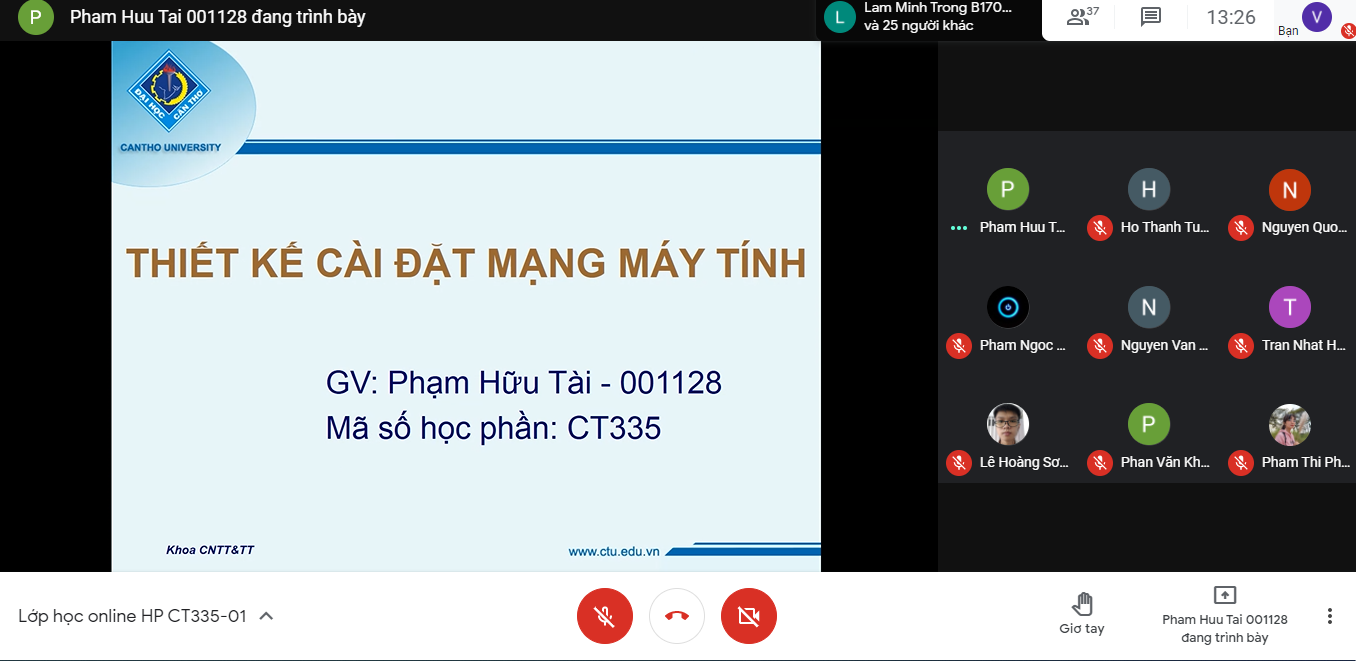 P
Pham Huu Tai 001128 đang trình bày
L
Lam Minh Trong B170...
và 25 người khác
37
13:26
Bạn
V
ĐẠI HỌC CẦN THƠ
CANTHO UNIVERSITY
THIẾT KẾ CÀI ĐẶT MẠNG MÁY TÍNH
GV: Phạm Hữu Tài - 001128
Mã số học phần: CT335
Khoa CNTT&TT
www.ctu.edu.vn
P
H
N
Pham Huu T...
Ho Thanh Tu...
Nguyen Quo...
N
T
Pham Ngoc ...
Nguyen Van ...
Tran Nhat H...
P
Lê Hoàng Sơ...
Phan Văn Kh...
Pham Thi Ph...
Lớp học online HP CT335-01
Giơ tay
Pham Huu Tai 001128
đang trình bày